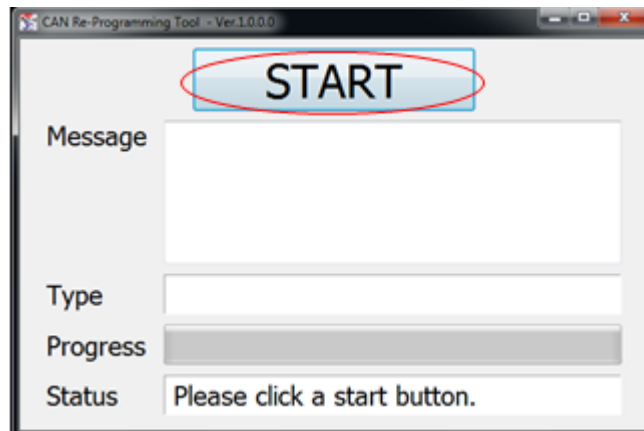 CAN Re-Programming Tool - Ver.1.0.0.0
START
Message
Type
Progress
Status Please click a start button.